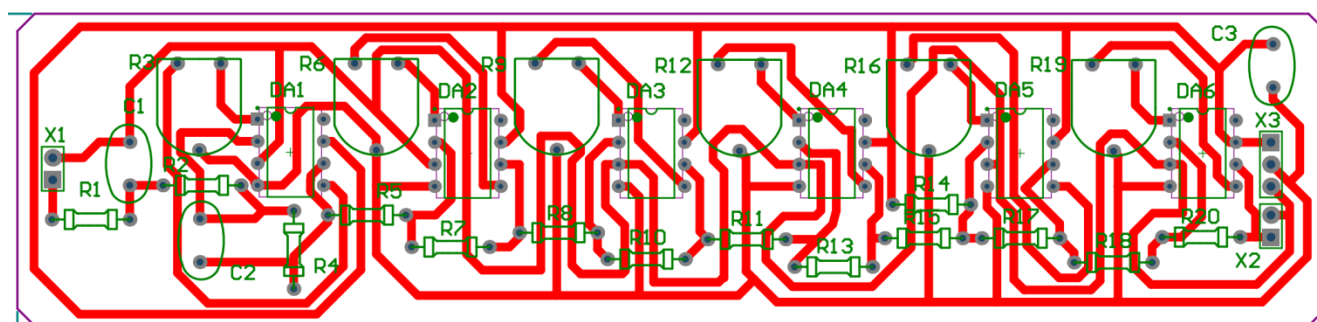 R3
R6
R9
R12
R16
R19
C3
C1
DA1
DA2
DA3
DA4
DA5
DA6
X1
X3
R2
R1
R5
R7
R8
R10
R11
R13
R14
R15
R17
R18
R20
C2
R4
X2